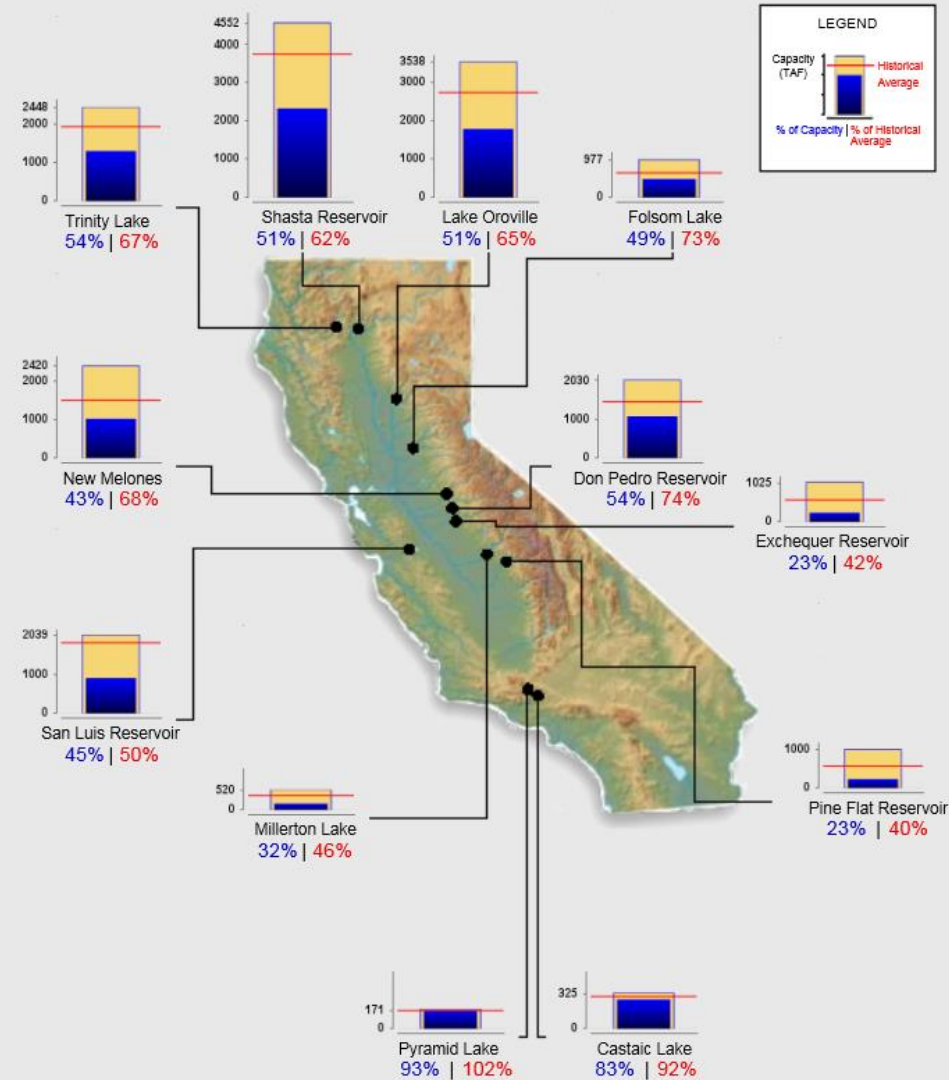 4552
4000
3000
2000
1000
0
Shasta Reservoir
51% | 62%
3538
3000
2000
1000
0
Lake Oroville
51% | 65%
LEGEND
Capacity
(TAF)
Historical
Average
% of Capacity | % of Historical
Average
2448
2000
1000
0
Trinity Lake
54% | 67%
977
0
Folsom Lake
49% | 73%
2420
2000
1000
0
New Melones
43% | 68%
2030
1000
0
Don Pedro Reservoir
54% | 74%
1025
0
Exchequer Reservoir
23% | 42%
2039
1000
0
San Luis Reservoir
45% | 50%
520
0
Millerton Lake
32% | 46%
1000
0
Pine Flat Reservoir
23% | 40%
171
0
Pyramid Lake
93% | 102%
325
0
Castaic Lake
83% | 92%